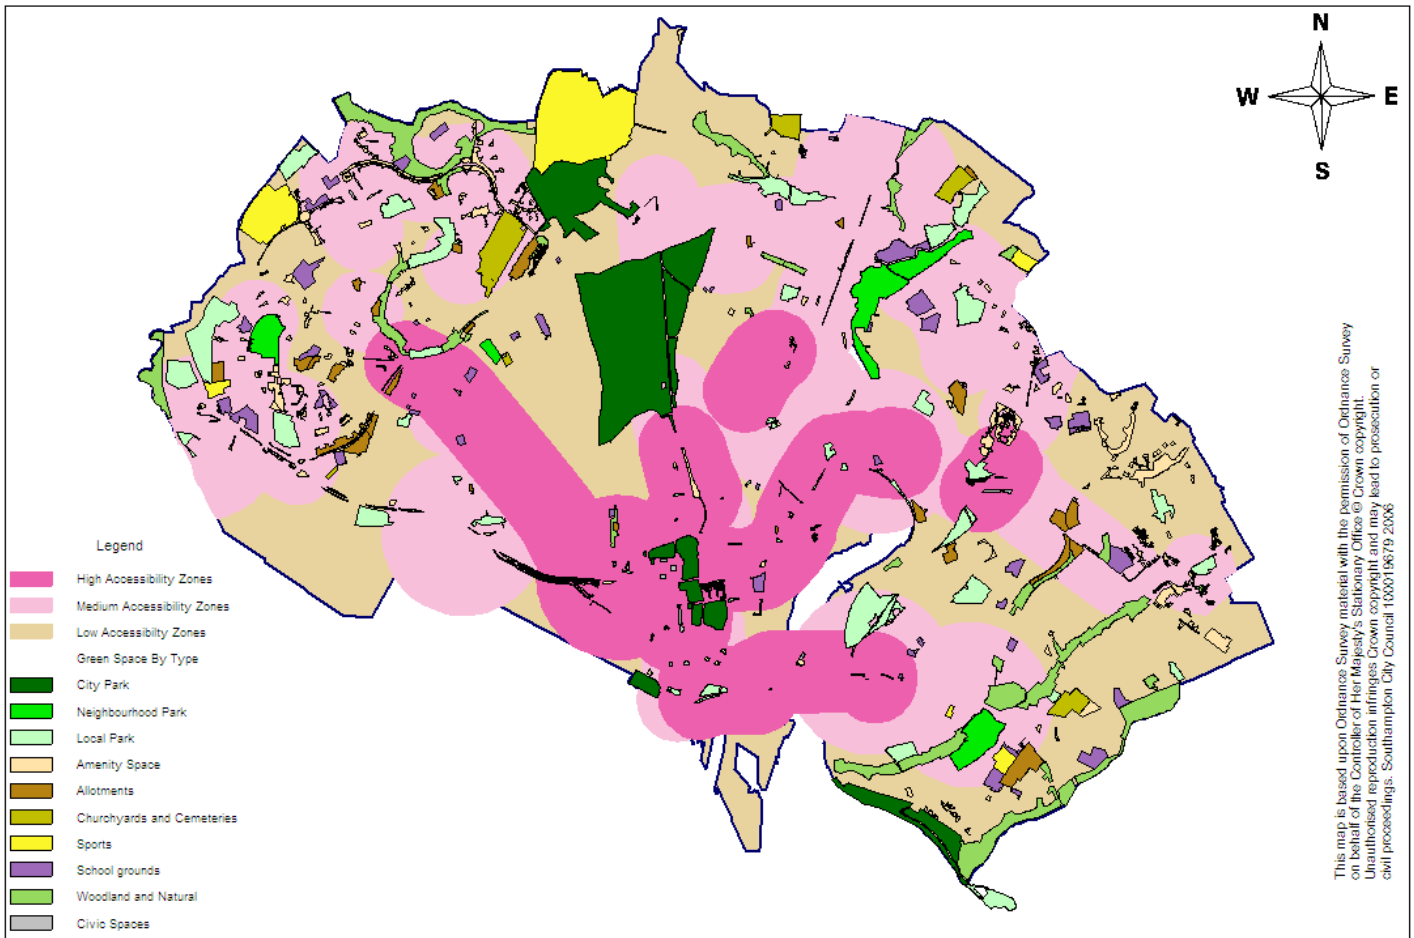 N
W E
S
Legend
High Accessibility Zones
Medium Accessibility Zones
Low Accessibilty Zones
Green Space By Type
City Park
Neighbourhood Park
Local Park
Amenity Space
Allotments
Churchyards and Cemeteries
Sports
School grounds
Woodland and Natural
Civic Spaces
This map is based upon Ordnance Survey material with the permission of Ordnance Survey
on behalf of the Controller of Her Majesty's Stationary Office © Crown copyright.
Unauthorised reproduction infringes Crown copyright and may lead to prosecution or
civil proceedings. Southampton City Council 100019679 2006